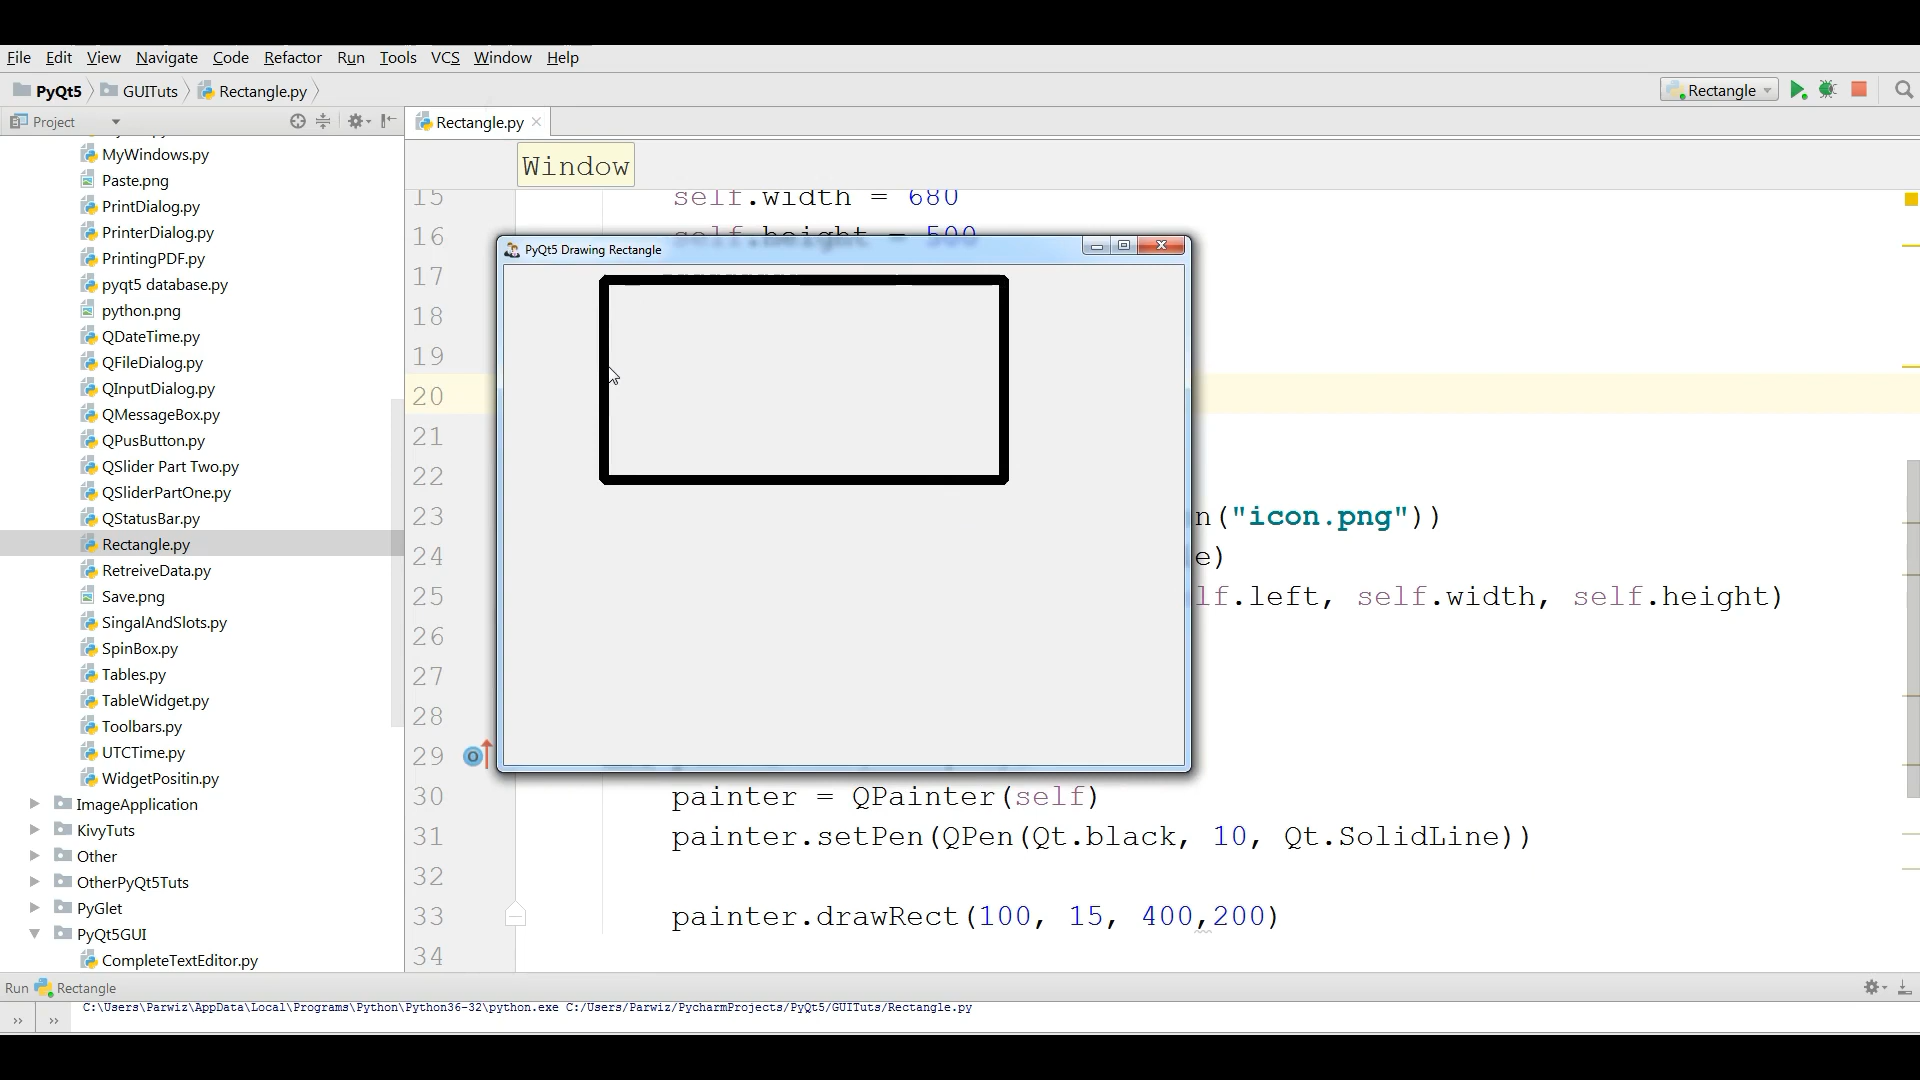 File Edit View Navigate Code Refactor Run Tools VCS Window Help
PyQt5 GUITuts Rectangle.py
Rectangle
Project
Rectangle.py
Window
MyWindows.py
Paste.png
PrintDialog.py
PrinterDialog.py
PrintingPDF.py
pyqt5 database.py
python.png
QDateTime.py
QFileDialog.py
QInputDialog.py
QMessageBox.py
QPusButton.py
QSlider Part Two.py
QSliderPartOne.py
QStatusBar.py
Rectangle.py
RetreiveData.py
Save.png
SingalAndSlots.py
SpinBox.py
Tables.py
TableWidget.py
Toolbars.py
UTCTime.py
WidgetPositin.py
ImageApplication
KivyTuts
Other
OtherPyQt5Tuts
PyGlet
PyQt5GUI
CompleteTextEditor.py
15 self.width = 680
16 self.height = 500
PyQt5 Drawing Rectangle
17
18
19
20
21
22
23 n("icon.png"))
24 e)
25 lf.left, self.width, self.height)
26
27
28
29
30 painter = QPainter(self)
31 painter.setPen(QPen(Qt.black, 10, Qt.SolidLine))
32
33 painter.drawRect(100, 15, 400,200)
34
Run Rectangle
C:\Users\Parwiz\AppData\Local\Programs\Python\Python36-32\python.exe C:/Users/Parwiz/PycharmProjects/PyQt5/GUITuts/Rectangle.py